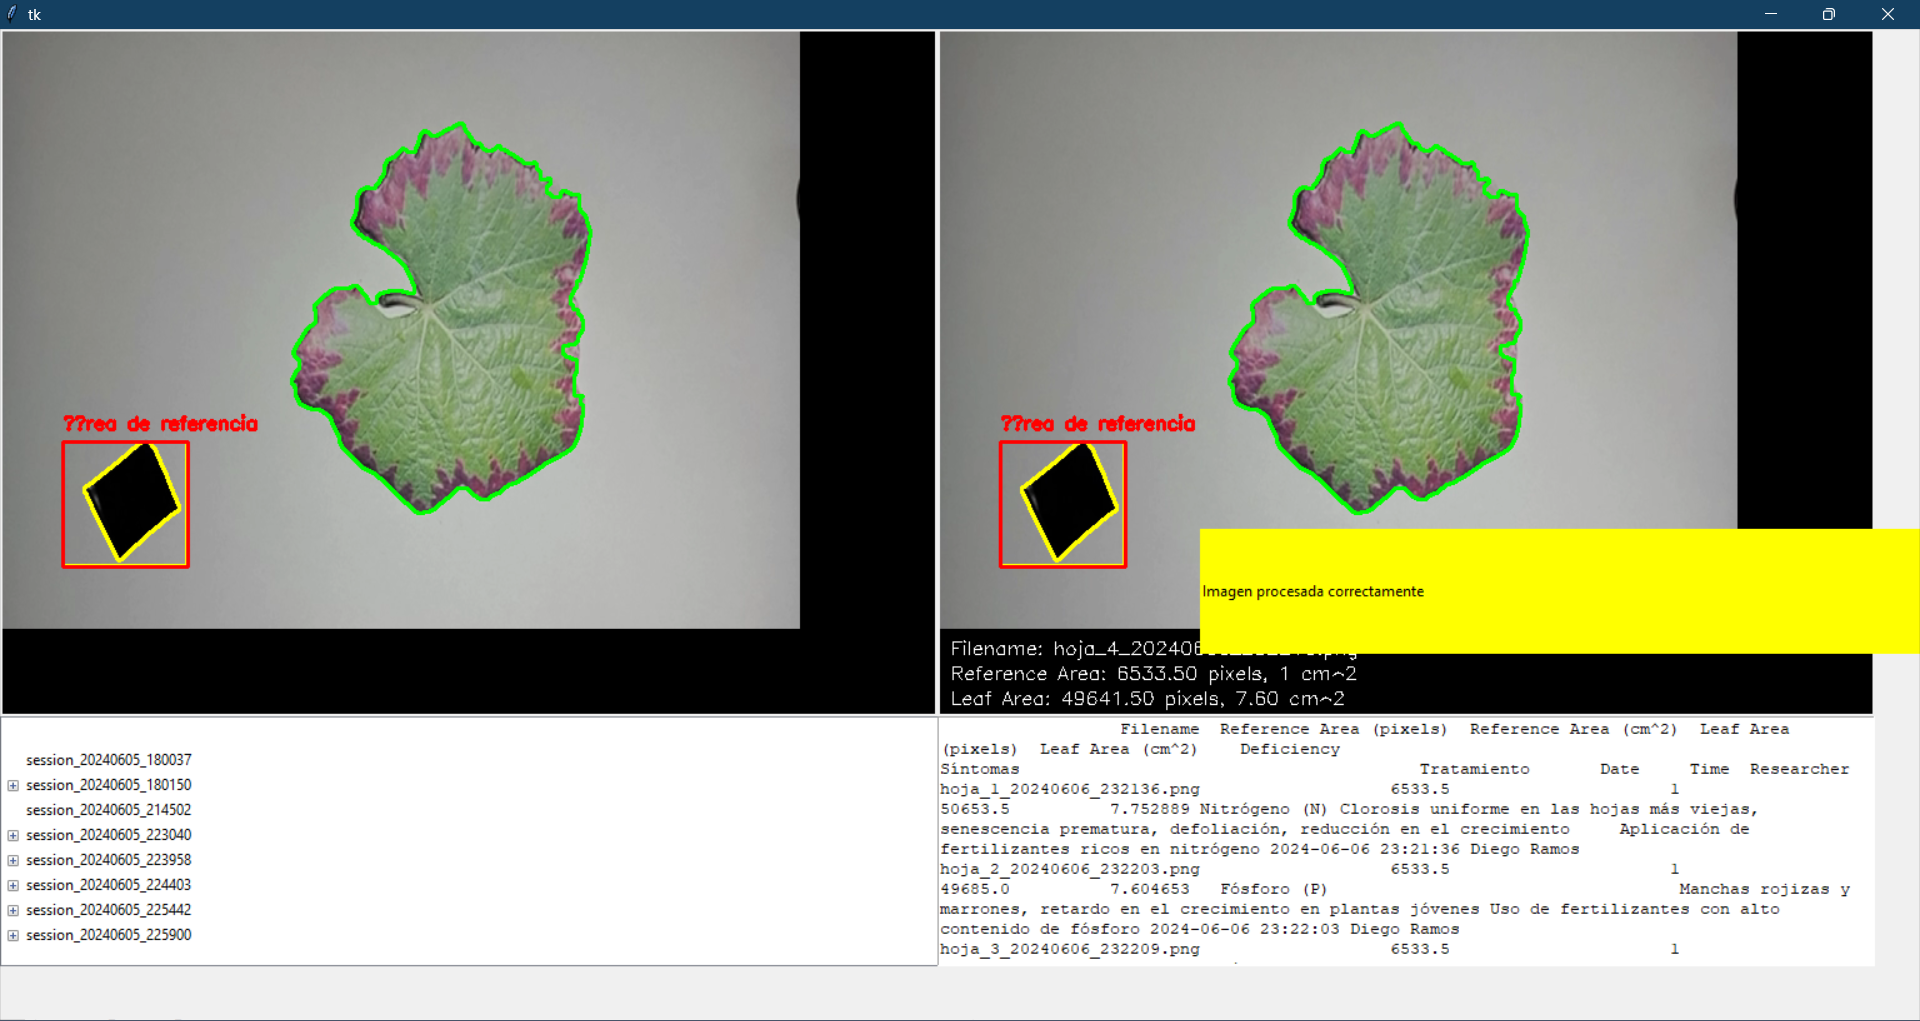 tk
??rea de referencia
??rea de referencia
Imagen procesada correctamente
Filename: hoja_4_202406
Reference Area: 6533.50 pixels, 1 cm^2
Leaf Area: 49641.50 pixels, 7.60 cm^2
session_20240605_180037
session_20240605_180150
session_20240605_214502
session_20240605_223040
session_20240605_223958
session_20240605_224403
session_20240605_225442
session_20240605_225900
Filename Reference Area (pixels) Reference Area (cm^2) Leaf Area
(pixels) Leaf Area (cm^2) Deficiency
Síntomas Tratamiento Date Time Researcher
hoja_1_20240606_232136.png 6533.5 1
50653.5 7.752889 Nitrógeno (N) Clorosis uniforme en las hojas más viejas,
senescencia prematura, defoliación, reducción en el crecimiento Aplicación de
fertilizantes ricos en nitrógeno 2024-06-06 23:21:36 Diego Ramos
hoja_2_20240606_232203.png 6533.5 1
49685.0 7.604653 Fósforo (P) Manchas rojizas y
marrones, retardo en el crecimiento en plantas jóvenes Uso de fertilizantes con alto
contenido de fósforo 2024-06-06 23:22:03 Diego Ramos
hoja_3_20240606_232209.png 6533.5 1